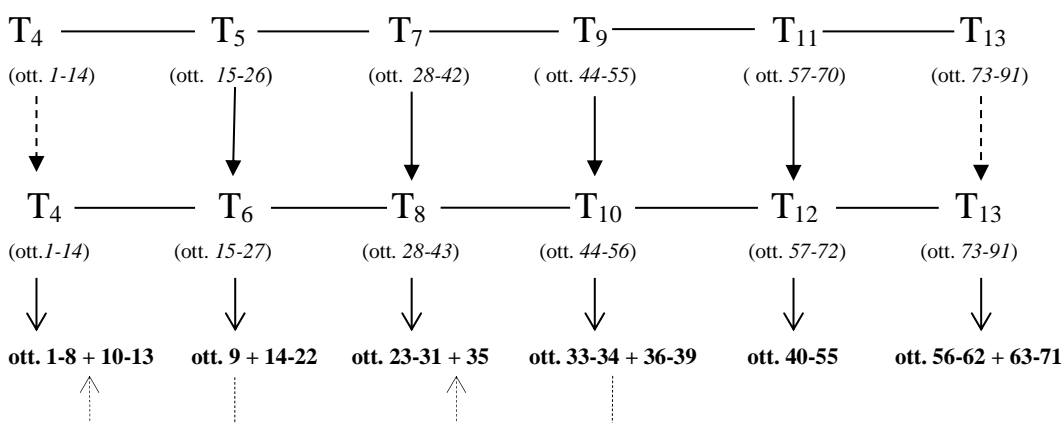 T₄ T₅ T₇ T₉ T₁₁ T₁₃
(ott. 1-14) (ott. 15-26) (ott. 28-42) ( ott. 44-55) ( ott. 57-70) (ott. 73-91)
T₄ T₆ T₈ T₁₀ T₁₂ T₁₃
(ott.1-14) (ott. 15-27) (ott. 28-43) (ott. 44-56) (ott. 57-72) (ott. 73-91)
ott. 1-8 + 10-13 ott. 9 + 14-22 ott. 23-31 + 35 ott. 33-34 + 36-39 ott. 40-55 ott. 56-62 + 63-71